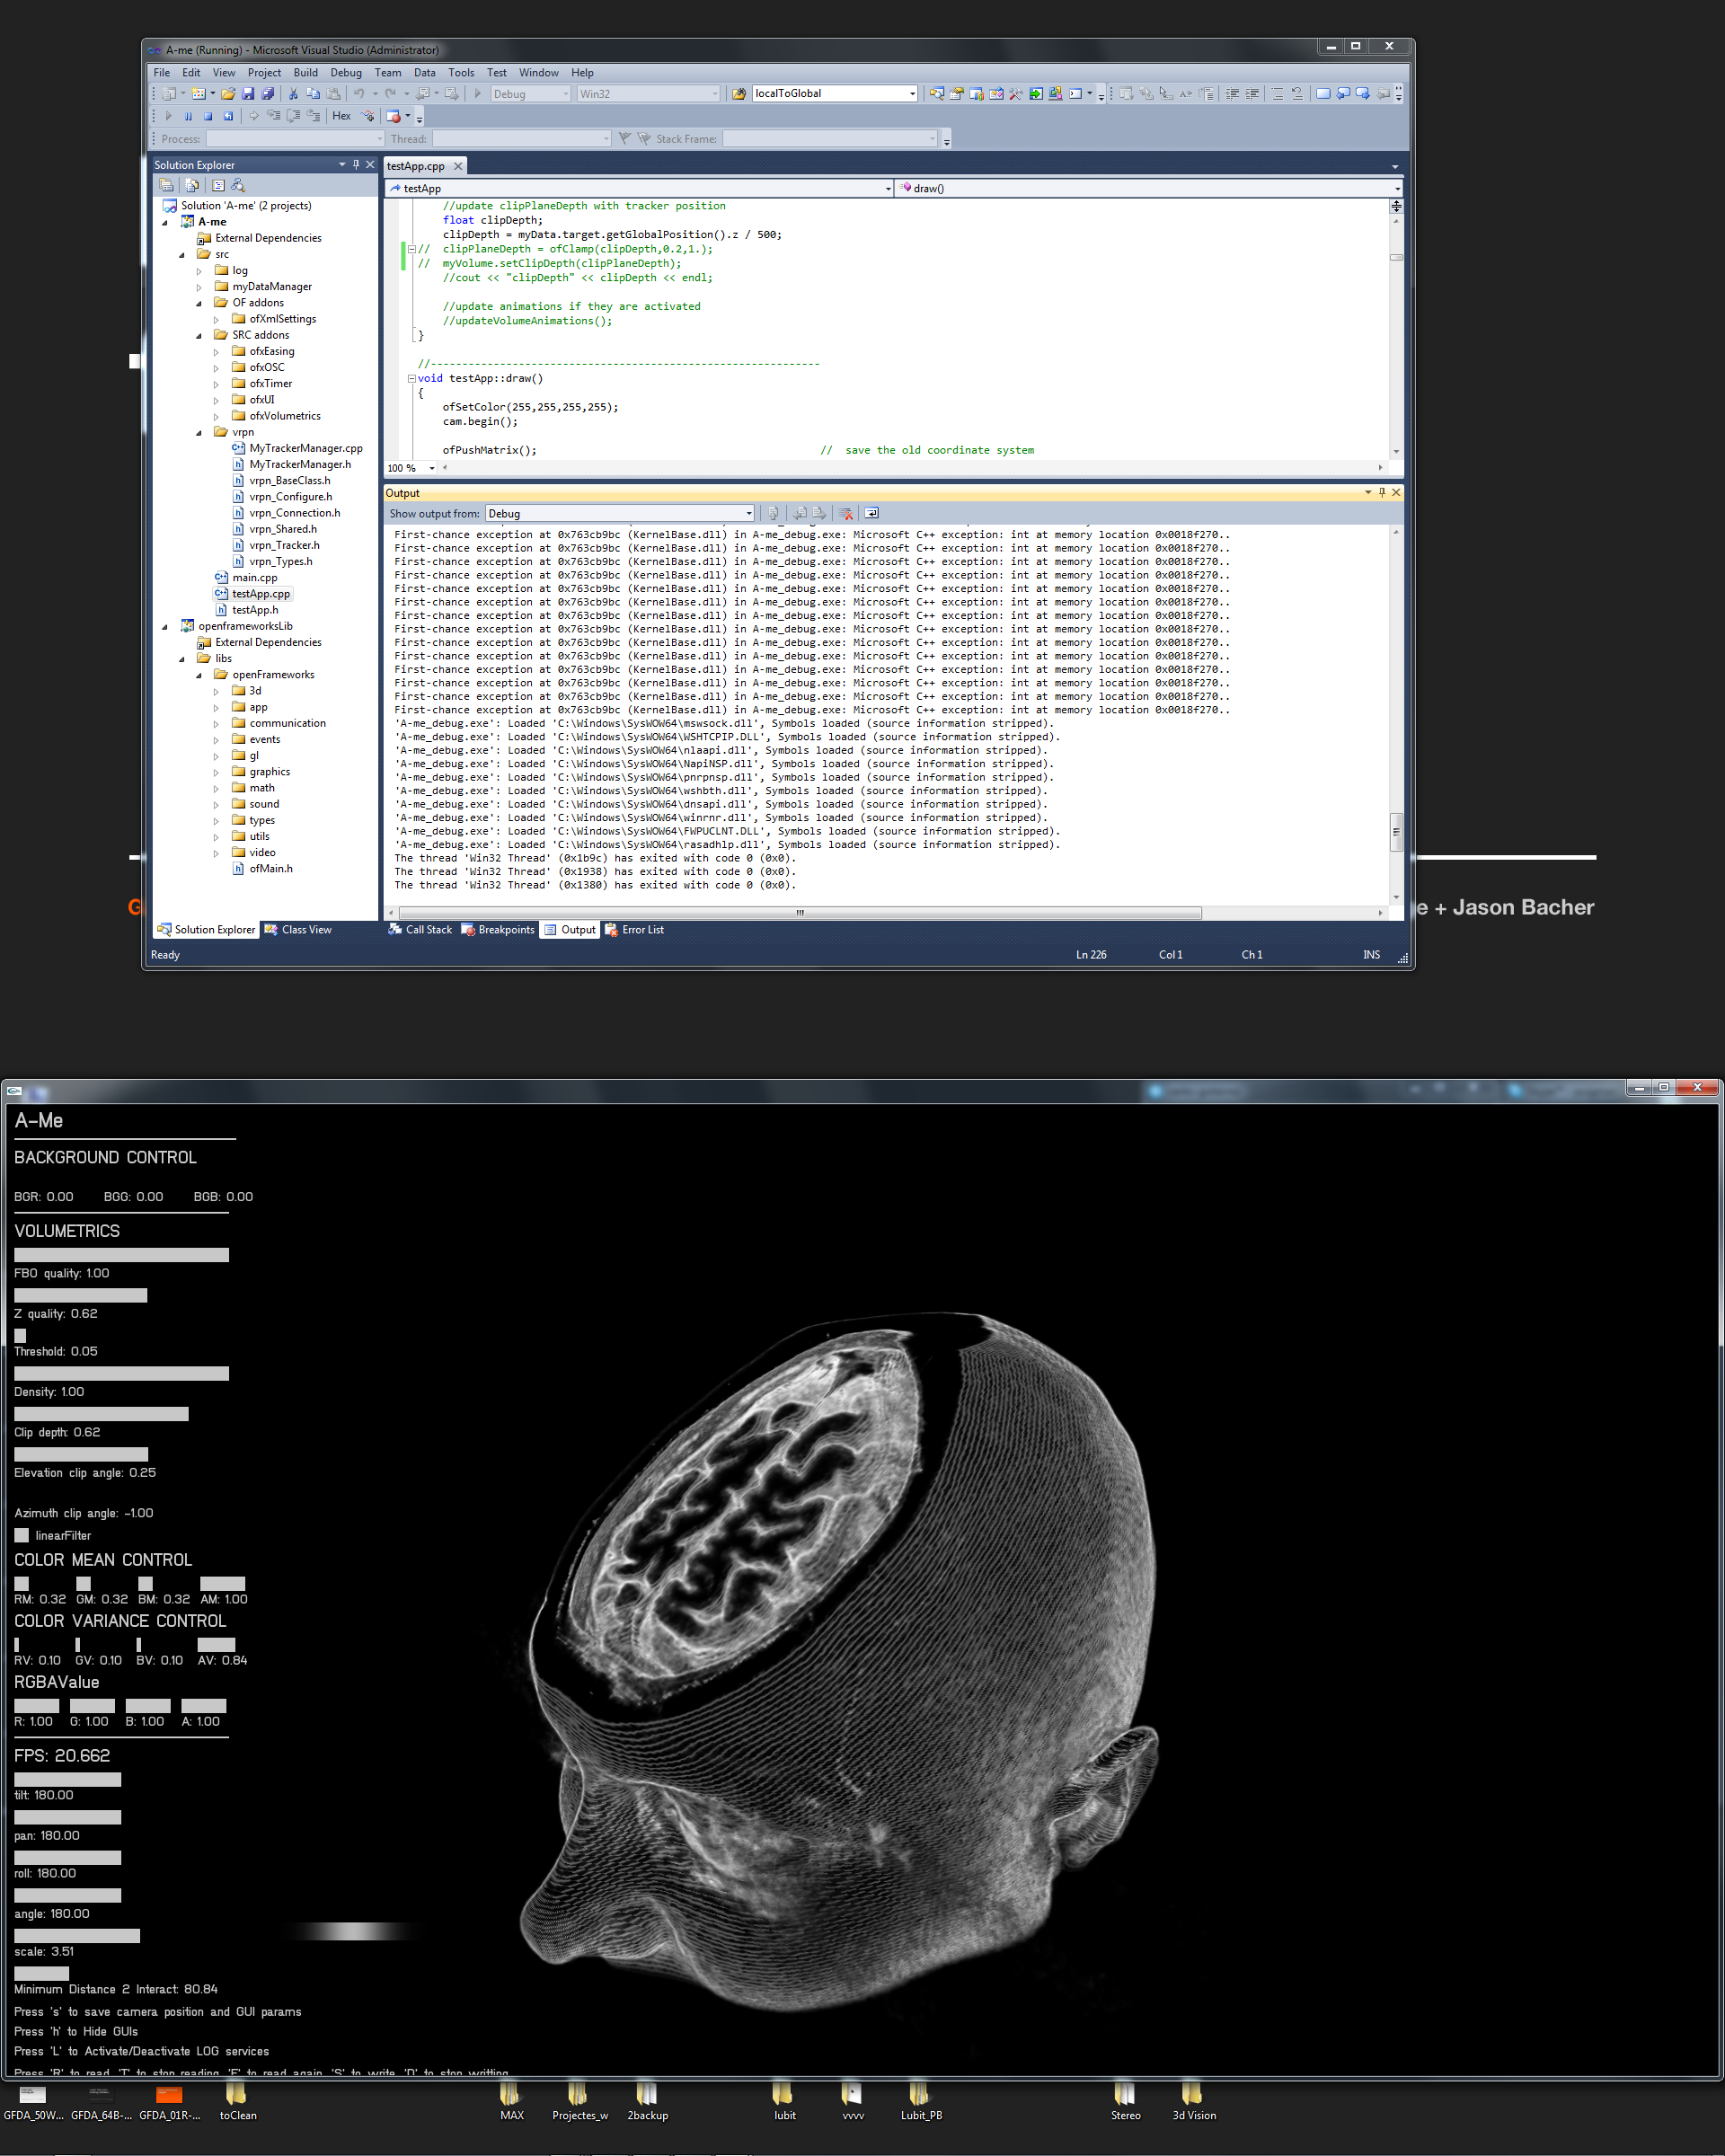 A-me (Running) - Microsoft Visual Studio (Administrator)
File Edit View Project Build Debug Team Data Tools Test Window Help
Debug Win32 localToGlobal
Hex
Process: Thread: Stack Frame:
Solution Explorer
Solution 'A-me' (2 projects)
A-me
External Dependencies
src
log
myDataManager
OF addons
ofXmlSettings
SRC addons
ofxEasing
ofxOSC
ofxTimer
ofxUI
ofxVolumetrics
vrpn
MyTrackerManager.cpp
MyTrackerManager.h
vrpn_BaseClass.h
vrpn_Configure.h
vrpn_Connection.h
vrpn_Shared.h
vrpn_Tracker.h
vrpn_Types.h
main.cpp
testApp.cpp
testApp.h
openframeworksLib
External Dependencies
libs
openFrameworks
3d
app
communication
events
gl
graphics
math
sound
types
utils
video
ofMain.h
Solution Explorer Class View
testApp.cpp
testApp draw()
//update clipPlaneDepth with tracker position
float clipDepth;
clipDepth = myData.target.getGlobalPosition().z / 500;
// clipPlaneDepth = ofClamp(clipDepth,0.2,1.);
// myVolume.setClipDepth(clipPlaneDepth);
//cout << "clipDepth" << clipDepth << endl;
//update animations if they are activated
//updateVolumeAnimations();
}
//--------------------------------------------------------------
void testApp::draw()
{
ofSetColor(255,255,255,255);
cam.begin();
ofPushMatrix(); // save the old coordinate system
100 %
Output
Show output from: Debug
First-chance exception at 0x763cb9bc (KernelBase.dll) in A-me_debug.exe: Microsoft C++ exception: int at memory location 0x0018f270..
First-chance exception at 0x763cb9bc (KernelBase.dll) in A-me_debug.exe: Microsoft C++ exception: int at memory location 0x0018f270..
First-chance exception at 0x763cb9bc (KernelBase.dll) in A-me_debug.exe: Microsoft C++ exception: int at memory location 0x0018f270..
First-chance exception at 0x763cb9bc (KernelBase.dll) in A-me_debug.exe: Microsoft C++ exception: int at memory location 0x0018f270..
First-chance exception at 0x763cb9bc (KernelBase.dll) in A-me_debug.exe: Microsoft C++ exception: int at memory location 0x0018f270..
First-chance exception at 0x763cb9bc (KernelBase.dll) in A-me_debug.exe: Microsoft C++ exception: int at memory location 0x0018f270..
First-chance exception at 0x763cb9bc (KernelBase.dll) in A-me_debug.exe: Microsoft C++ exception: int at memory location 0x0018f270..
First-chance exception at 0x763cb9bc (KernelBase.dll) in A-me_debug.exe: Microsoft C++ exception: int at memory location 0x0018f270..
First-chance exception at 0x763cb9bc (KernelBase.dll) in A-me_debug.exe: Microsoft C++ exception: int at memory location 0x0018f270..
First-chance exception at 0x763cb9bc (KernelBase.dll) in A-me_debug.exe: Microsoft C++ exception: int at memory location 0x0018f270..
First-chance exception at 0x763cb9bc (KernelBase.dll) in A-me_debug.exe: Microsoft C++ exception: int at memory location 0x0018f270..
First-chance exception at 0x763cb9bc (KernelBase.dll) in A-me_debug.exe: Microsoft C++ exception: int at memory location 0x0018f270..
First-chance exception at 0x763cb9bc (KernelBase.dll) in A-me_debug.exe: Microsoft C++ exception: int at memory location 0x0018f270..
First-chance exception at 0x763cb9bc (KernelBase.dll) in A-me_debug.exe: Microsoft C++ exception: int at memory location 0x0018f270..
'A-me_debug.exe': Loaded 'C:\Windows\SysWOW64\mswsock.dll', Symbols loaded (source information stripped).
'A-me_debug.exe': Loaded 'C:\Windows\SysWOW64\WSHTCPIP.DLL', Symbols loaded (source information stripped).
'A-me_debug.exe': Loaded 'C:\Windows\SysWOW64\nlaapi.dll', Symbols loaded (source information stripped).
'A-me_debug.exe': Loaded 'C:\Windows\SysWOW64\NapiNSP.dll', Symbols loaded (source information stripped).
'A-me_debug.exe': Loaded 'C:\Windows\SysWOW64\pnrpnsp.dll', Symbols loaded (source information stripped).
'A-me_debug.exe': Loaded 'C:\Windows\SysWOW64\wshbth.dll', Symbols loaded (source information stripped).
'A-me_debug.exe': Loaded 'C:\Windows\SysWOW64\dnsapi.dll', Symbols loaded (source information stripped).
'A-me_debug.exe': Loaded 'C:\Windows\SysWOW64\winrnr.dll', Symbols loaded (source information stripped).
'A-me_debug.exe': Loaded 'C:\Windows\SysWOW64\FWPUCLNT.DLL', Symbols loaded (source information stripped).
'A-me_debug.exe': Loaded 'C:\Windows\SysWOW64\rasadhlp.dll', Symbols loaded (source information stripped).
The thread 'Win32 Thread' (0x1b9c) has exited with code 0 (0x0).
The thread 'Win32 Thread' (0x1938) has exited with code 0 (0x0).
The thread 'Win32 Thread' (0x1380) has exited with code 0 (0x0).
Call Stack Breakpoints Output Error List
Ready Ln 226 Col 1 Ch 1 INS
G e + Jason Bacher
A-Me
BACKGROUND CONTROL
BGR: 0.00 BGG: 0.00 BGB: 0.00
VOLUMETRICS
FBO quality: 1.00
Z quality: 0.62
Threshold: 0.05
Density: 1.00
Clip depth: 0.62
Elevation clip angle: 0.25
Azimuth clip angle: -1.00
linearFilter
COLOR MEAN CONTROL
RM: 0.32 GM: 0.32 BM: 0.32 AM: 1.00
COLOR VARIANCE CONTROL
RV: 0.10 GV: 0.10 BV: 0.10 AV: 0.84
RGBAValue
R: 1.00 G: 1.00 B: 1.00 A: 1.00
FPS: 20.662
tilt: 180.00
pan: 180.00
roll: 180.00
angle: 180.00
scale: 3.51
Minimum Distance 2 Interact: 80.84
Press 's' to save camera position and GUI params
Press 'h' to Hide GUIs
Press 'L' to Activate/Deactivate LOG services
Press 'R' to read, 'T' to stop reading, 'F' to read again, 'S' to write, 'D' to stop writting
GFDA_50W... GFDA_64B-... GFDA_01R-... toClean MAX Projectes_w 2backup lubit vvvv Lubit_PB Stereo 3d Vision